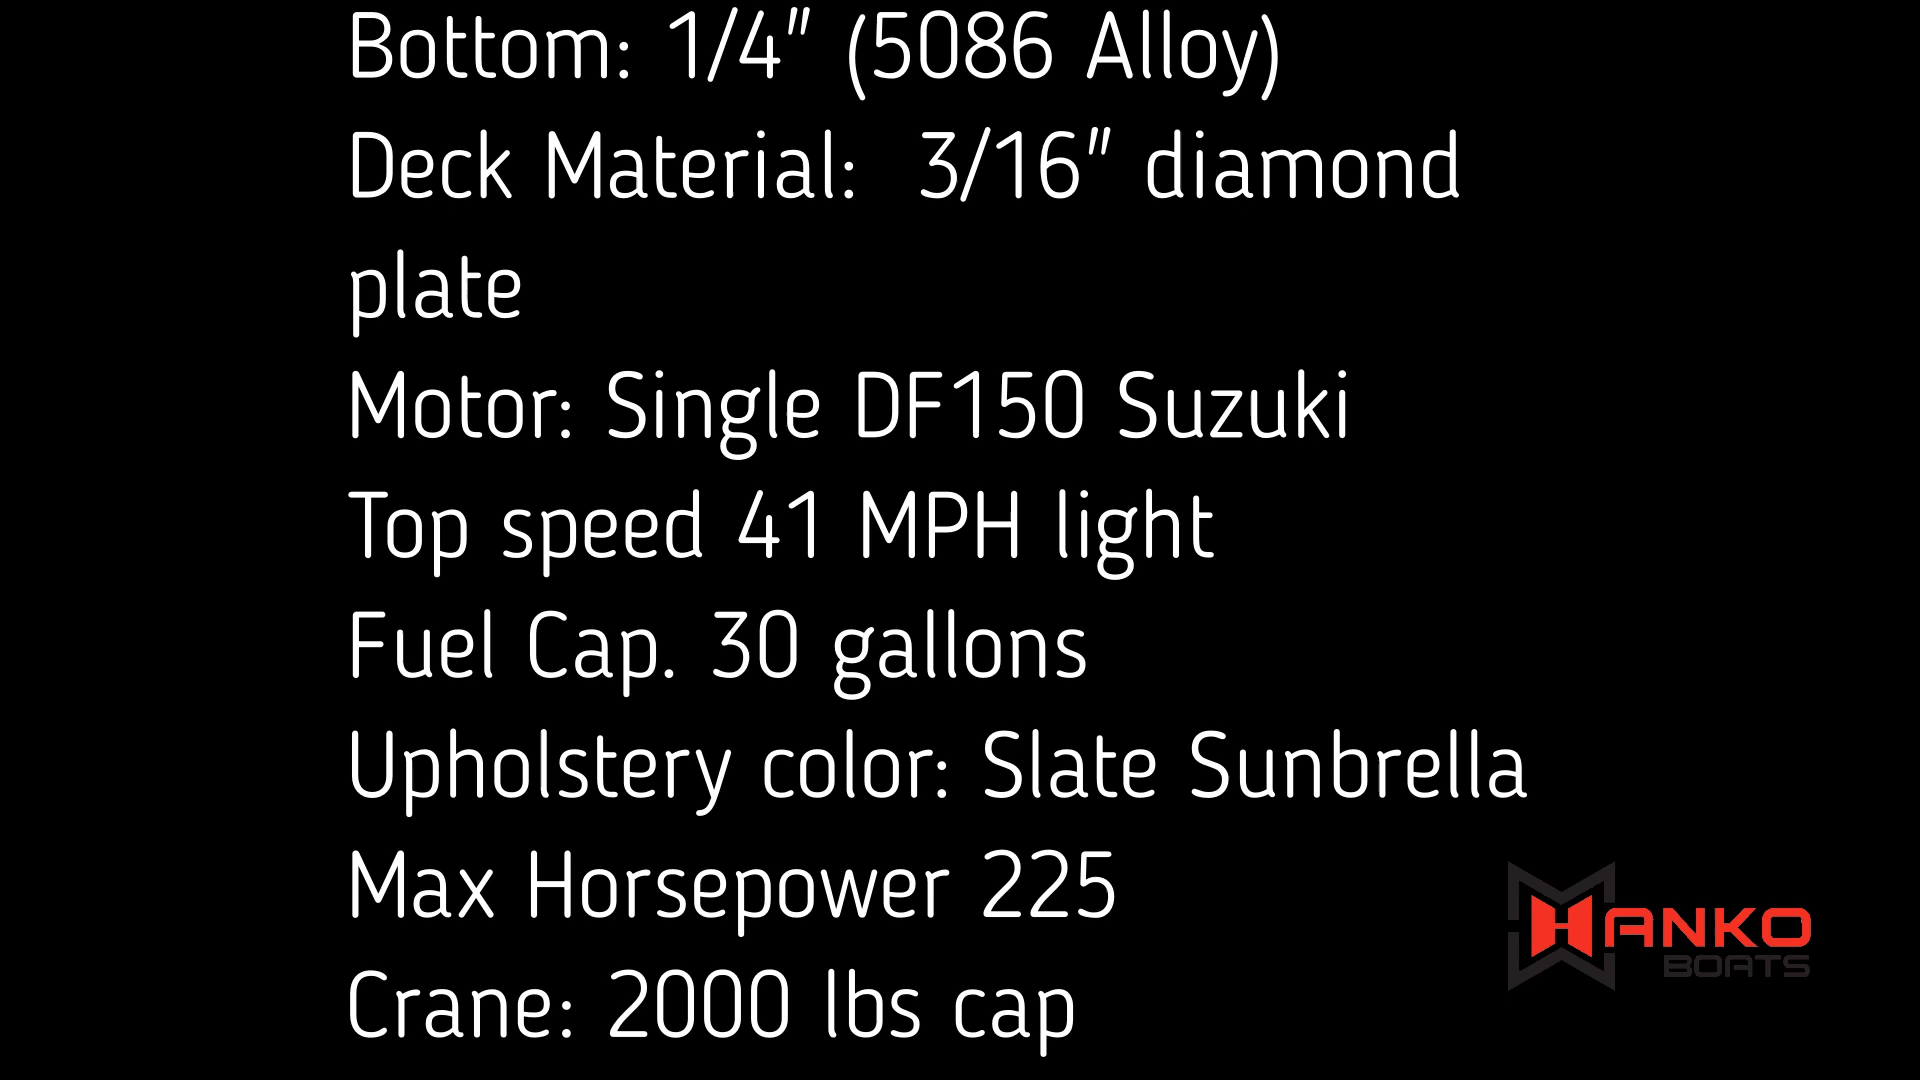 Bottom: 1/4" (5086 Alloy)
Deck Material:  3/16" diamond
plate
Motor: Single DF150 Suzuki
Top speed 41 MPH light
Fuel Cap. 30 gallons
Upholstery color: Slate Sunbrella
Max Horsepower 225
Crane: 2000 lbs cap
HANKO
BOATS